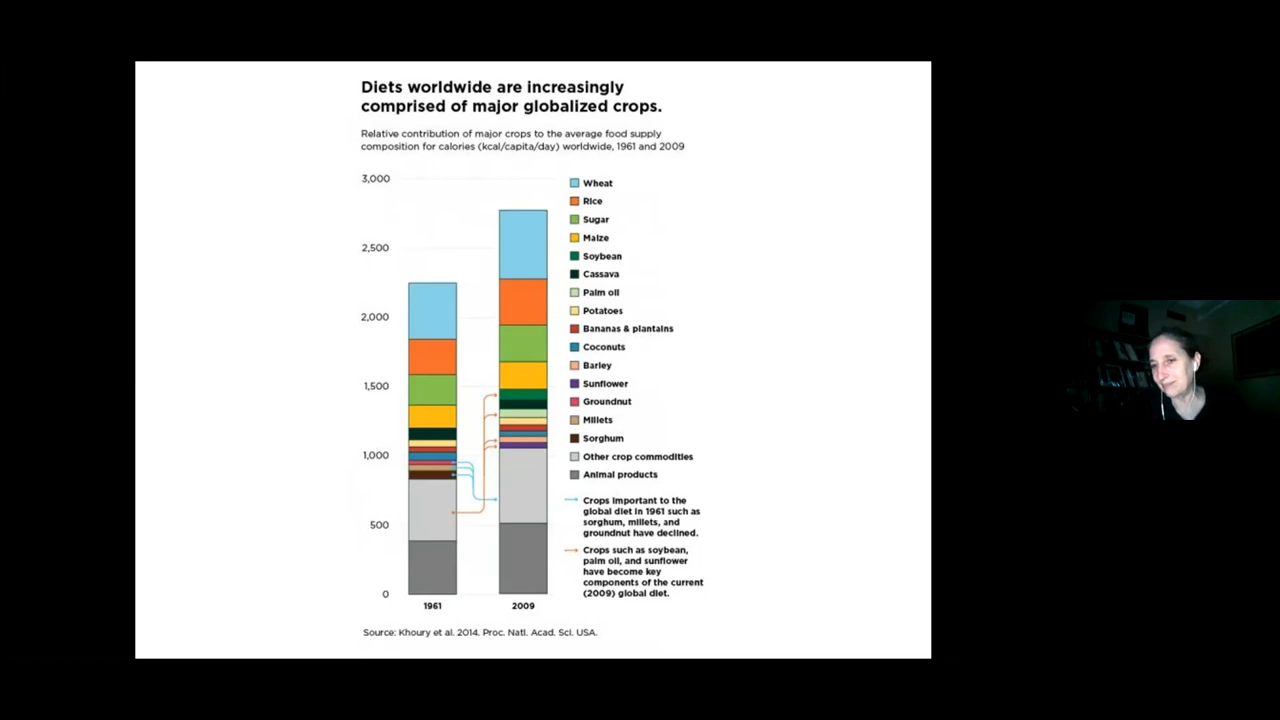 Diets worldwide are increasingly
comprised of major globalized crops.
Relative contribution of major crops to the average food supply
composition for calories (kcal/capita/day) worldwide, 1961 and 2009
3,000
2,500
2,000
1,500
1,000
500
0
1961
2009
Wheat
Rice
Sugar
Maize
Soybean
Cassava
Palm oil
Potatoes
Bananas & plantains
Coconuts
Barley
Sunflower
Groundnut
Millets
Sorghum
Other crop commodities
Animal products
Crops important to the
global diet in 1961 such as
sorghum, millets, and
groundnut have declined.
Crops such as soybean,
palm oil, and sunflower
have become key
components of the current
(2009) global diet.
Source: Khoury et al. 2014. Proc. Natl. Acad. Sci. USA.